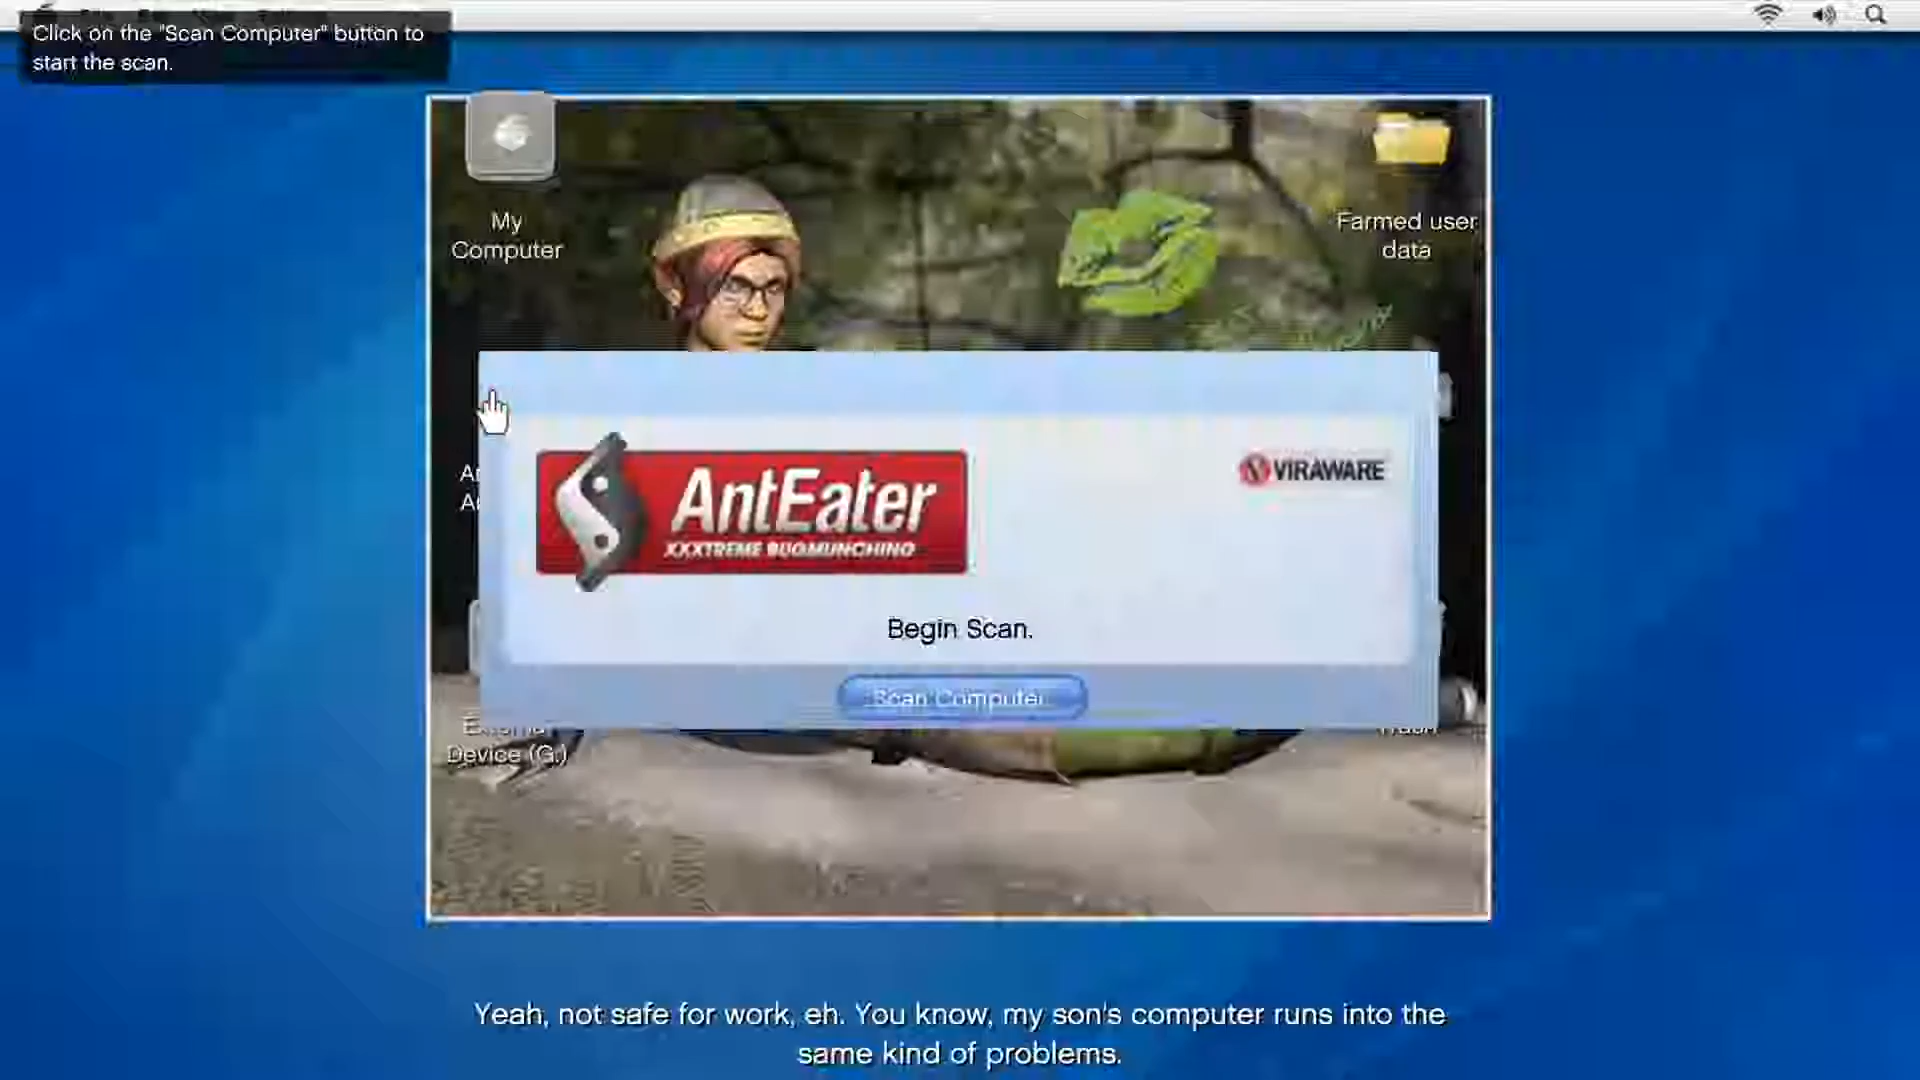 Click on the "Scan Computer" button to
start the scan.
My
Computer
Farmed user
data
AntEater
XXXTREME BUGMUNCHING
VIRAWARE
Begin Scan.
Scan Computer
External
Device (G:)
Trash
Yeah, not safe for work, eh. You know, my son's computer runs into the
same kind of problems.